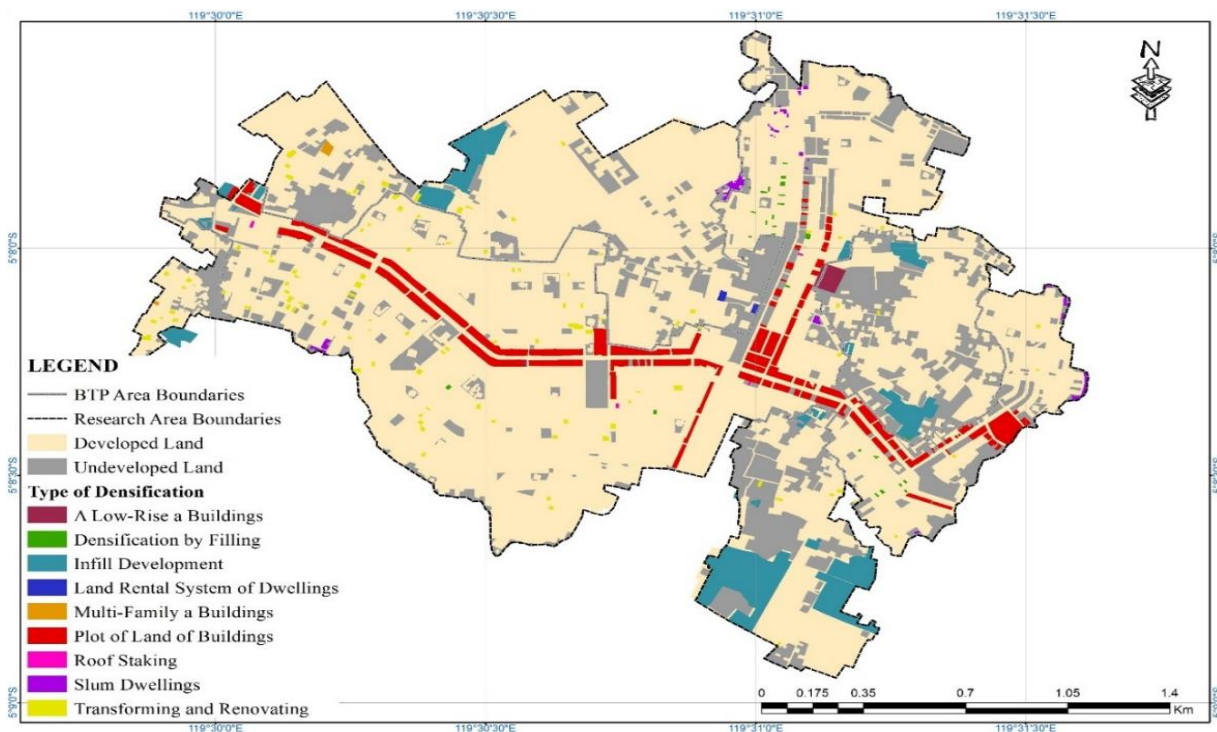 119°30'0"E 119°30'30"E 119°31'0"E 119°31'30"E
N
5°8'0"S 5°8'0"S
LEGEND
BTP Area Boundaries
Research Area Boundaries
Developed Land
Undeveloped Land
Type of Densification
A Low-Rise a Buildings
Densification by Filling
Infill Development
Land Rental System of Dwellings
Multi-Family a Buildings
Plot of Land of Buildings
Roof Staking
Slum Dwellings
Transforming and Renovating
5°8'30"S 5°8'30"S
0 0.175 0.35 0.7 1.05 1.4
Km
5°9'0"S 5°9'0"S
119°30'0"E 119°30'30"E 119°31'0"E 119°31'30"E